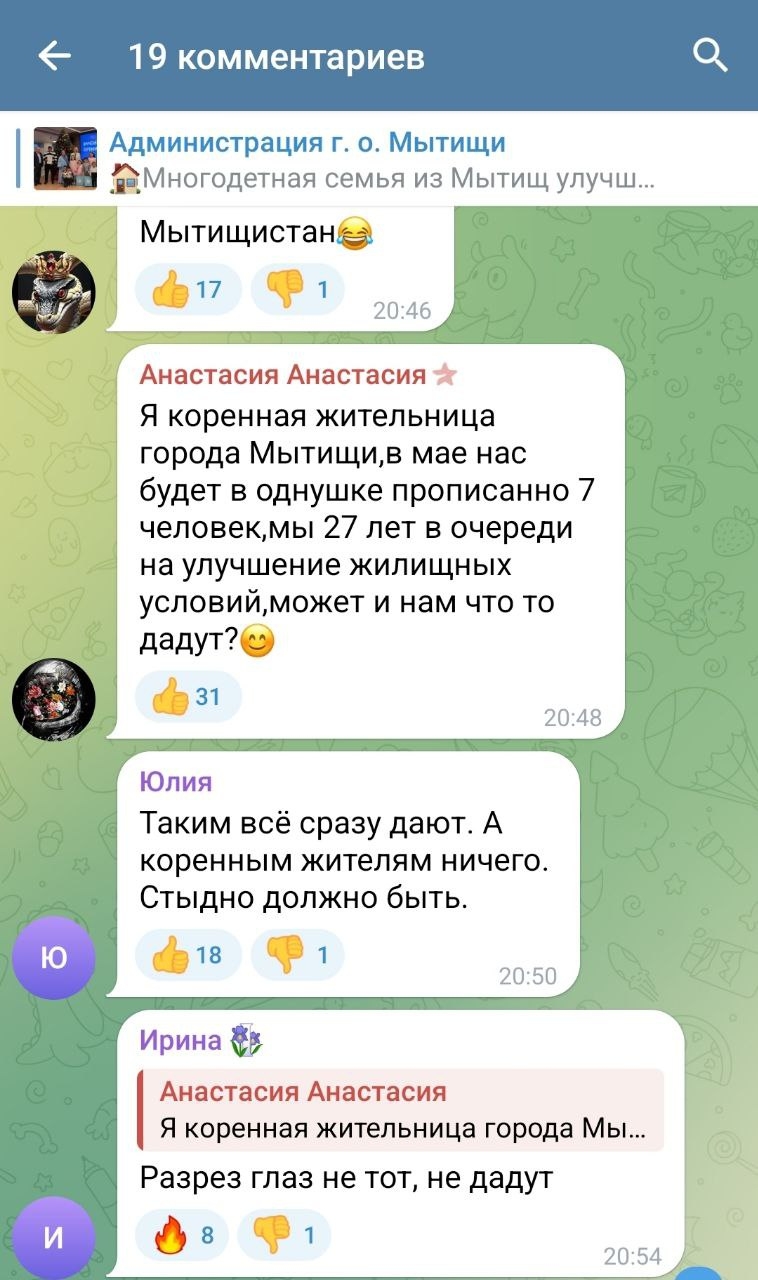 19 комментариев
Администрация г. о. Мытищи
🏠Многодетная семья из Мытищ улучш...
Мытищистан😂
👍 17 👎 1
20:46
Анастасия Анастасия
Я коренная жительница
города Мытищи,в мае нас
будет в однушке прописанно 7
человек,мы 27 лет в очереди
на улучшение жилищных
условий,может и нам что то
дадут?😊
👍 31
20:48
Юлия
Таким всё сразу дают. А
коренным жителям ничего.
Стыдно должно быть.
👍 18 👎 1
Ю
20:50
Ирина
Анастасия Анастасия
Я коренная жительница города Мы...
Разрез глаз не тот, не дадут
🔥 8 👎 1
И
20:54